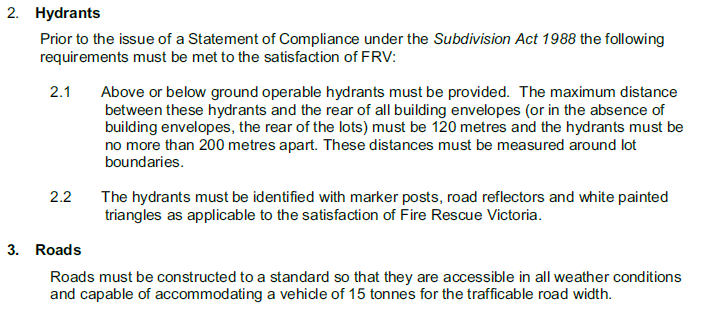 2. Hydrants
Prior to the issue of a Statement of Compliance under the Subdivision Act 1988 the following
requirements must be met to the satisfaction of FRV:
2.1 Above or below ground operable hydrants must be provided. The maximum distance
between these hydrants and the rear of all building envelopes (or in the absence of
building envelopes, the rear of the lots) must be 120 metres and the hydrants must be
no more than 200 metres apart. These distances must be measured around lot
boundaries.
2.2 The hydrants must be identified with marker posts, road reflectors and white painted
triangles as applicable to the satisfaction of Fire Rescue Victoria.
3. Roads
Roads must be constructed to a standard so that they are accessible in all weather conditions
and capable of accommodating a vehicle of 15 tonnes for the trafficable road width.